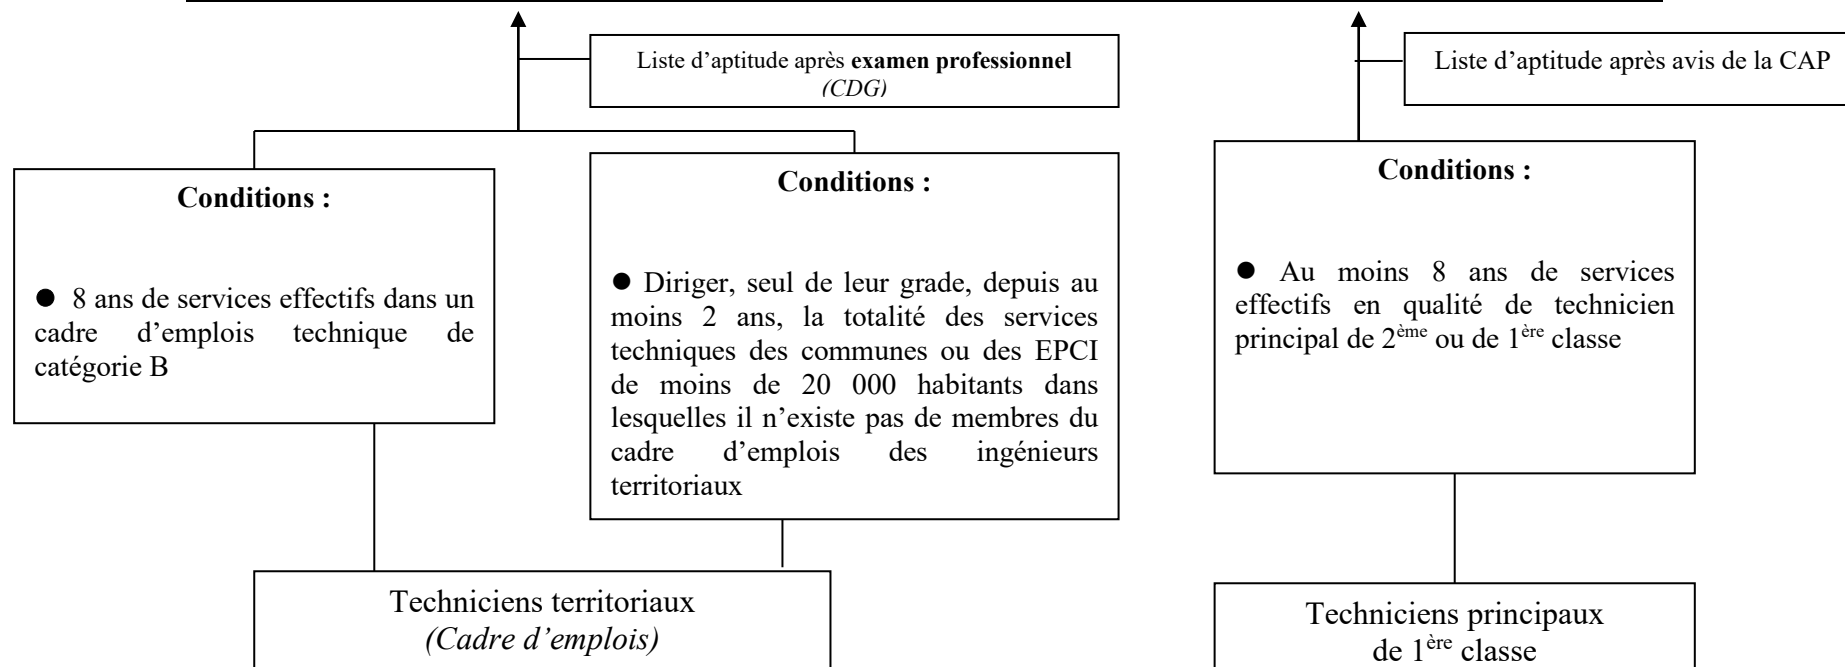 Liste d’aptitude après examen professionnel
(CDG)
Liste d’aptitude après avis de la CAP
Conditions :
● 8 ans de services effectifs dans un
cadre d’emplois technique de
catégorie B
Conditions :
● Diriger, seul de leur grade, depuis au
moins 2 ans, la totalité des services
techniques des communes ou des EPCI
de moins de 20 000 habitants dans
lesquelles il n’existe pas de membres du
cadre d’emplois des ingénieurs
territoriaux
Conditions :
● Au moins 8 ans de services
effectifs en qualité de technicien
principal de 2ème ou de 1ère classe
Techniciens territoriaux
(Cadre d’emplois)
Techniciens principaux
de 1ère classe